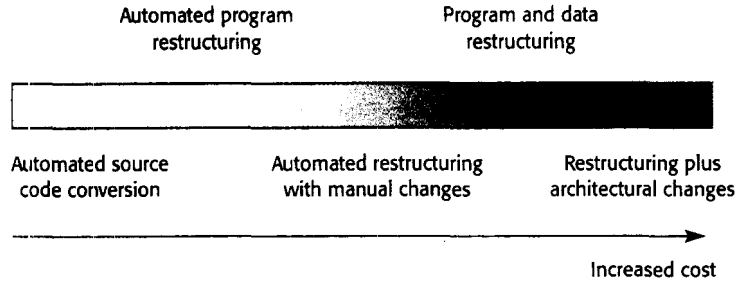 Automated program
restructuring
Program and data
restructuring
Automated source
code conversion
Automated restructuring
with manual changes
Restructuring plus
architectural changes
Increased cost